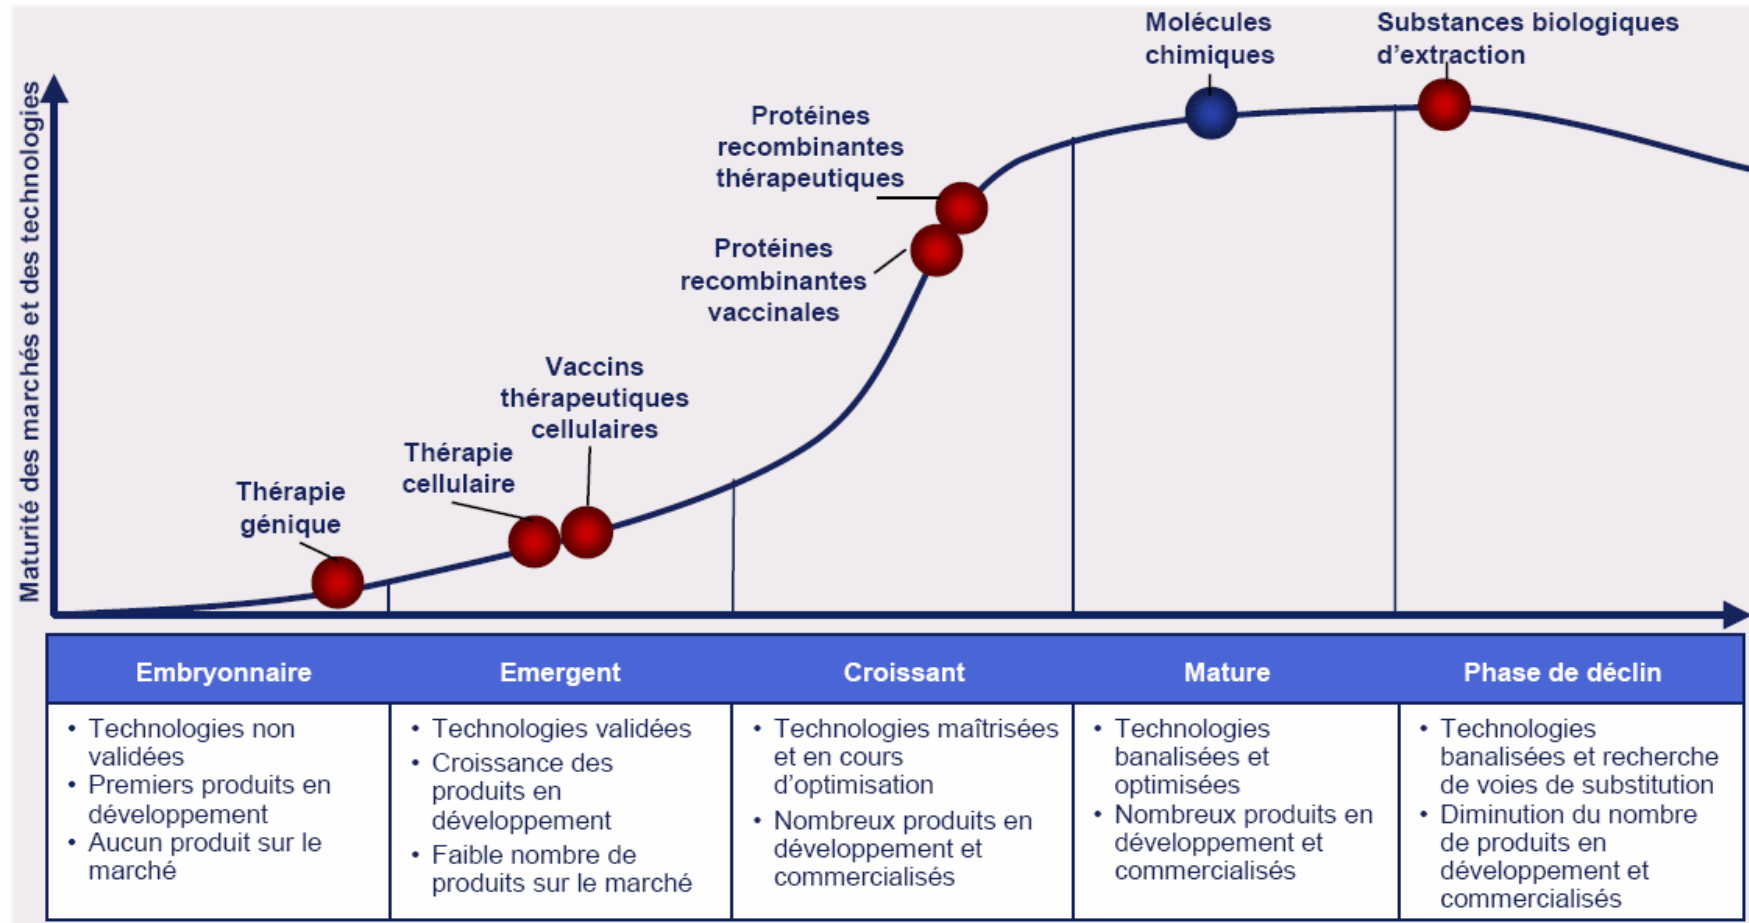 Molécules
chimiques
Substances biologiques
d'extraction
Maturité des marchés et des technologies
Protéines
recombinantes
thérapeutiques
Protéines
recombinantes
vaccinales
Vaccins
thérapeutiques
cellulaires
Thérapie
cellulaire
Thérapie
génique
Embryonnaire
Emergent
Croissant
Mature
Phase de déclin
• Technologies non
validées
• Premiers produits en
développement
• Aucun produit sur le
marché
• Technologies validées
• Croissance des
produits en
développement
• Faible nombre de
produits sur le marché
• Technologies maîtrisées
et en cours
d'optimisation
• Nombreux produits en
développement et
commercialisés
• Technologies
banalisées et
optimisées
• Nombreux produits en
développement et
commercialisés
• Technologies
banalisées et recherche
de voies de substitution
• Diminution du nombre
de produits en
développement et
commercialisés